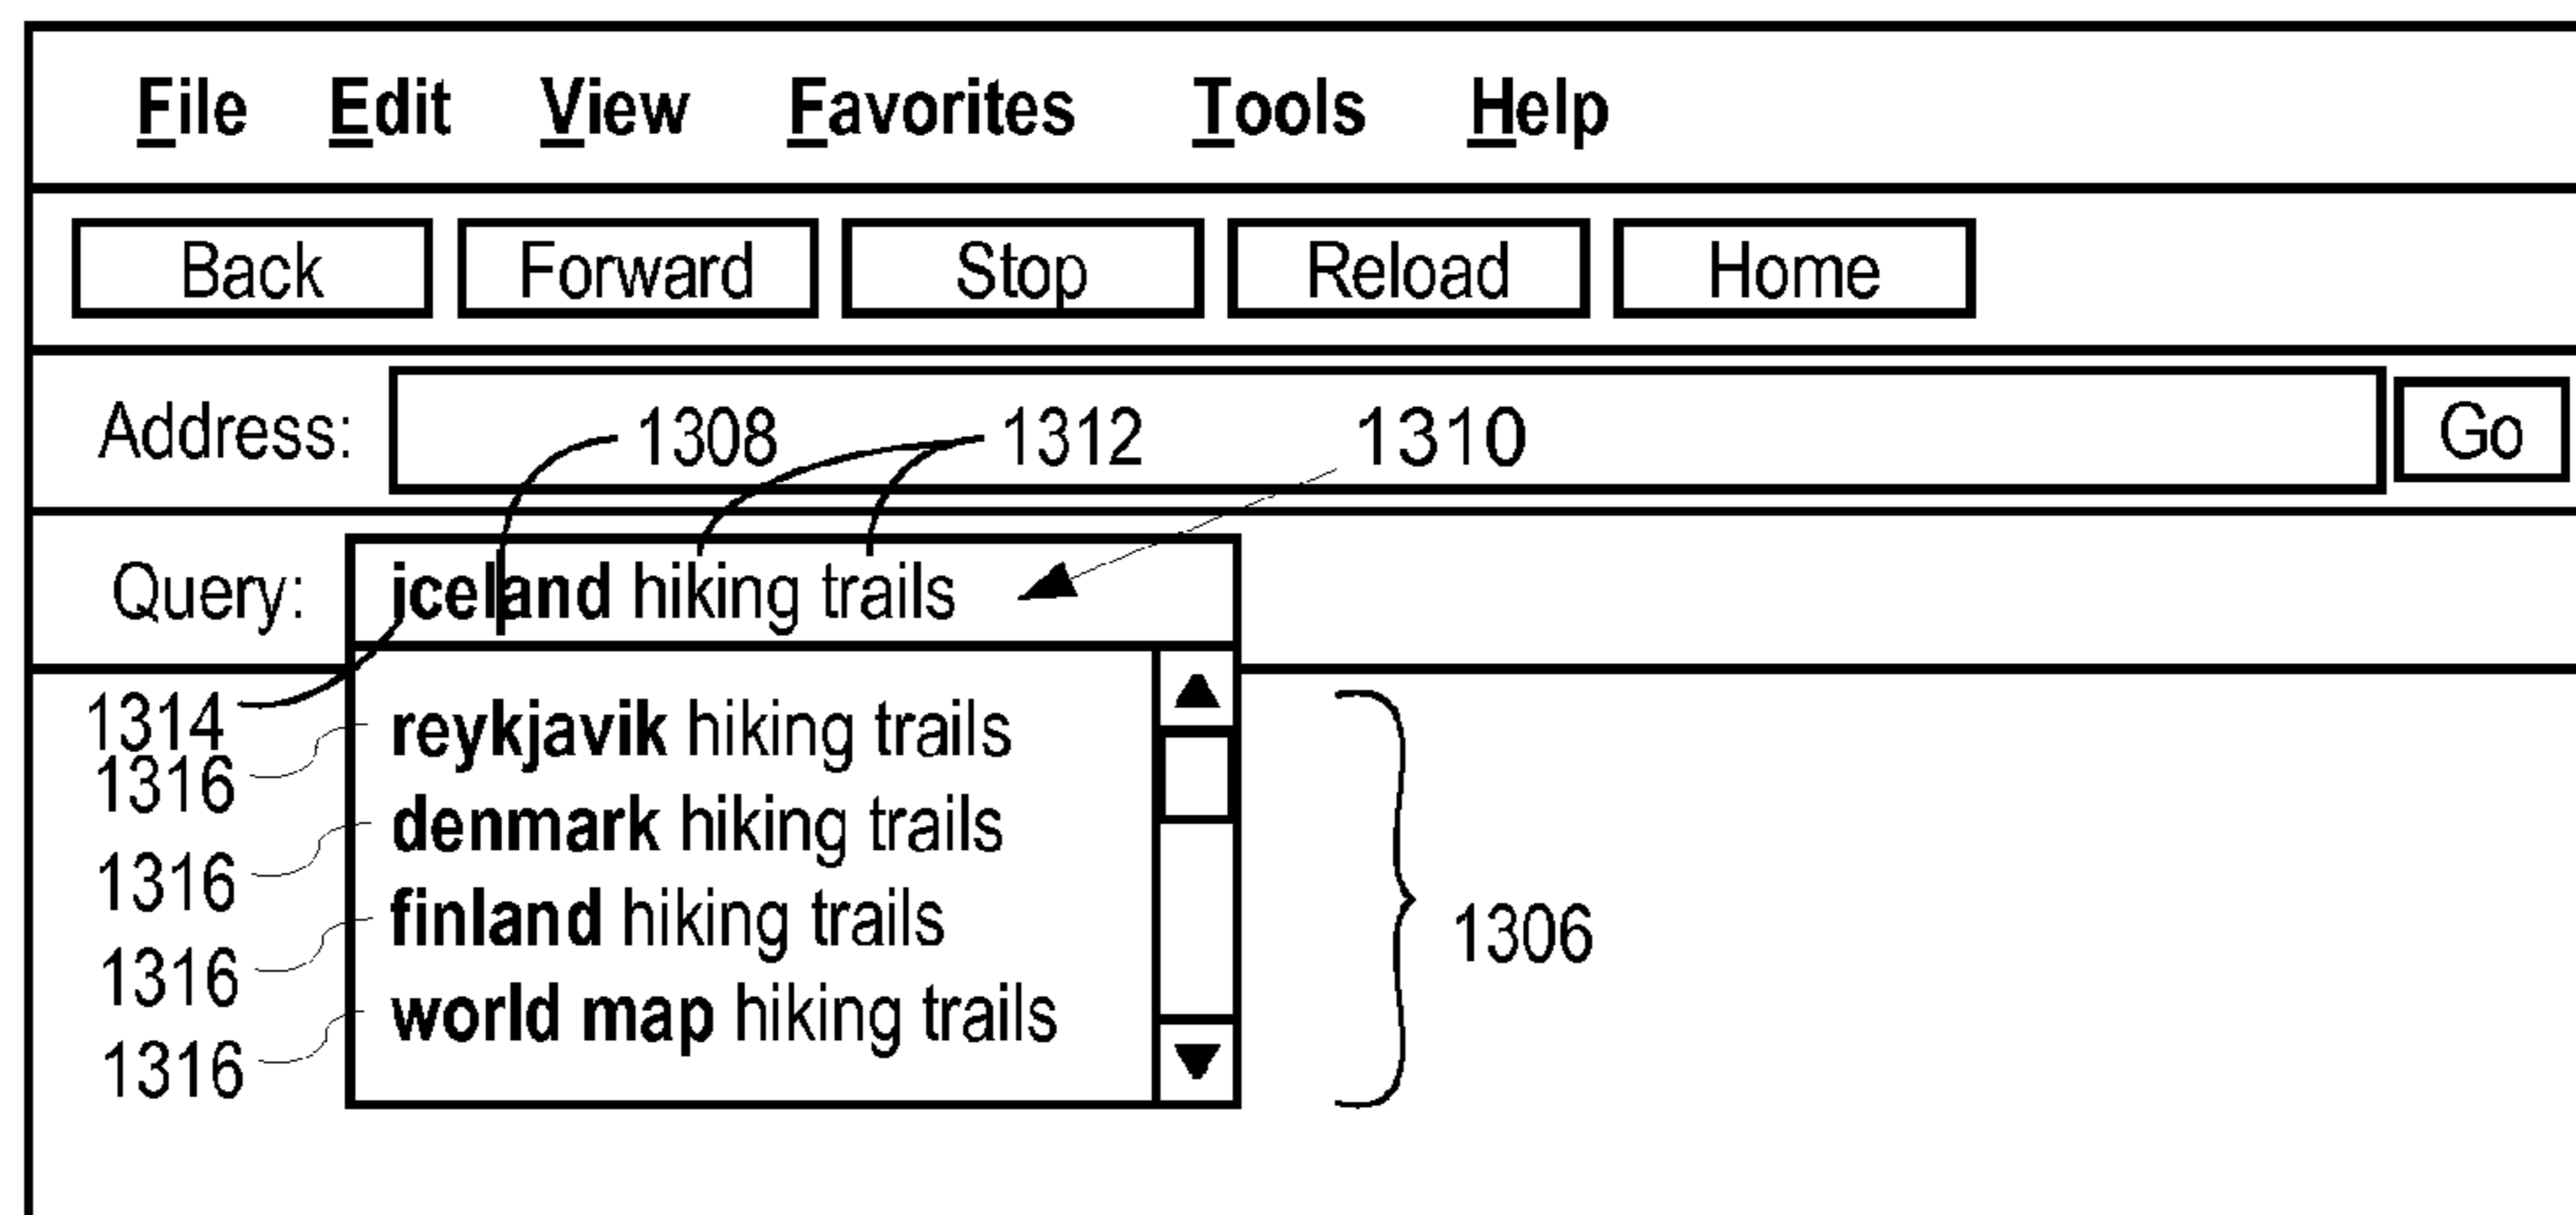 File Edit View Favorites Tools Help
Back Forward Stop Reload Home
Address: 1308 1312 1310 Go
Query: iceland hiking trails
1314
1316 reykjavik hiking trails
1316 denmark hiking trails
1316 finland hiking trails
1316 world map hiking trails
1306